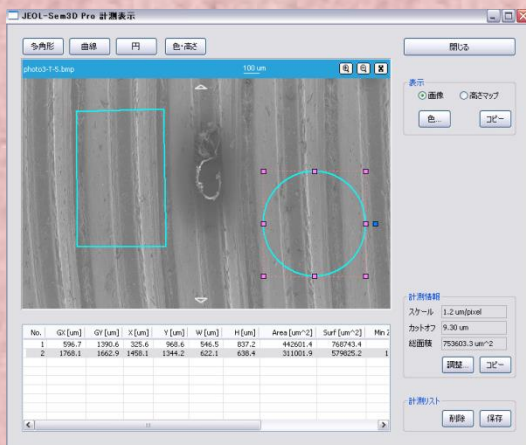 JEOL-Sem3D Pro 計測表示
多角形 曲線 円 色・高さ 閉じる
photo3-T-5.bmp 100 um
表示
画像 高さマップ
色... コピー
計測情報
スケール 1.2 um/pixel
カットオフ 9.30 um
総面積 753603.3 um^2
調整... コピー
No. GX [um] GY [um] X [um] Y [um] W [um] H [um] Area [um^2] Surf [um^2] Min Z
1 596.7 1390.6 325.6 968.6 546.5 837.2 442601.4 768743.4
2 1768.1 1662.9 1458.1 1344.2 622.1 638.4 311001.9 579825.2 1
計測リスト
削除 保存